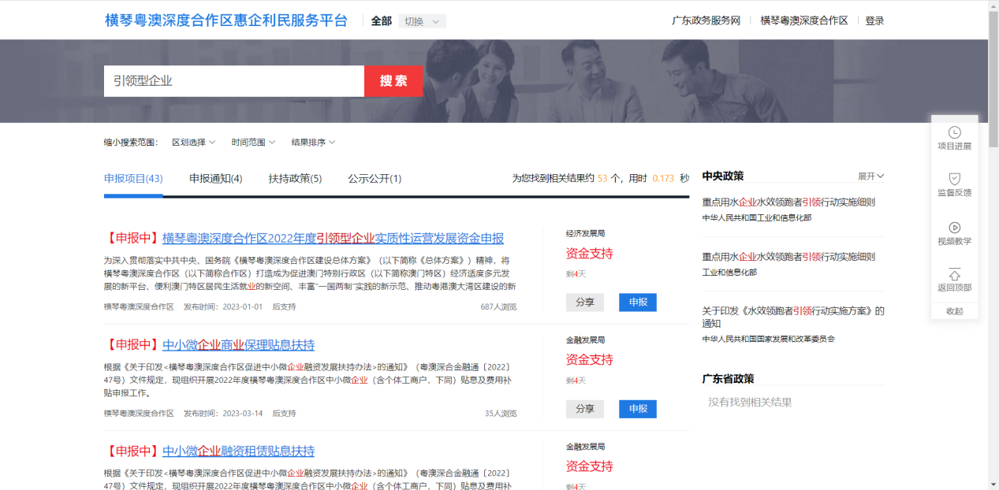 横琴粤澳深度合作区惠企利民服务平台
全部 切换
广东政务服务网 横琴粤澳深度合作区 登录
引领型企业
搜索
缩小搜索范围： 区划选择 时间范围 结果排序
申报项目(43) 申报通知(4) 扶持政策(5) 公示公开(1)
为您找到相关结果约 53 个，用时 0.173 秒
【申报中】横琴粤澳深度合作区2022年度引领型企业实质性运营发展资金申报
为深入贯彻落实中共中央、国务院《横琴粤澳深度合作区建设总体方案》（以下简称《总体方案》）精神，将
横琴粤澳深度合作区（以下简称合作区）打造成为促进澳门特别行政区（以下简称澳门特区）经济适度多元发
展的新平台、便利澳门特区居民生活就业的新空间、丰富“一国两制”实践的新示范、推动粤港澳大湾区建设的新
横琴粤澳深度合作区 发布时间：2023-01-01 后支持
687人浏览
经济发展局
资金支持
剩4天
分享 申报
【申报中】中小微企业商业保理贴息扶持
根据《关于印发<横琴粤澳深度合作区促进中小微企业融资发展扶持办法>的通知》（粤澳深合金融通〔2022〕
47号）文件规定，现组织开展2022年度横琴粤澳深度合作区中小微企业（含个体工商户，下同）贴息及费用补
贴申报工作。
横琴粤澳深度合作区 发布时间：2023-03-14 后支持
35人浏览
金融发展局
资金支持
剩4天
分享 申报
【申报中】中小微企业融资租赁贴息扶持
根据《关于印发<横琴粤澳深度合作区促进中小微企业融资发展扶持办法>的通知》（粤澳深合金融通〔2022〕
47号）文件规定，现组织开展2022年度横琴粤澳深度合作区中小微企业（含个体工商户，下同）贴息及费用补
金融发展局
资金支持
剩4天
中央政策 展开
重点用水企业水效领跑者引领行动实施细则
中华人民共和国工业和信息化部
重点用水企业水效领跑者引领行动实施细则
工业和信息化部
关于印发《水效领跑者引领行动实施方案》的
通知
中华人民共和国国家发展和改革委员会
广东省政策
没有找到相关结果
项目进展
监督反馈
视频教学
返回顶部
收起